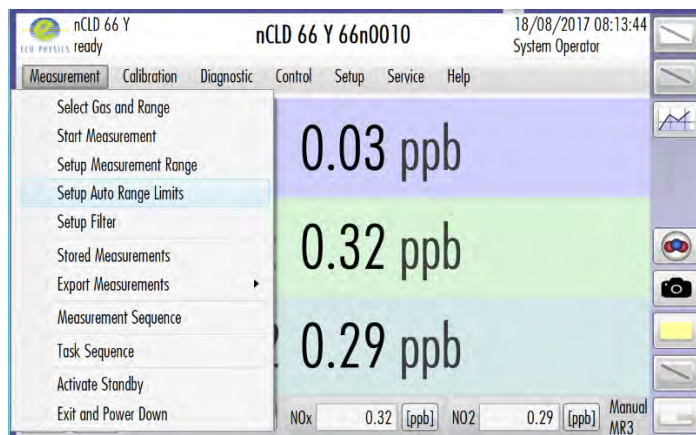 nCLD 66 Y
ready
ECO PHYSICS
nCLD 66 Y 66n0010
18/08/2017 08:13:44
System Operator
Measurement Calibration Diagnostic Control Setup Service Help
Select Gas and Range
Start Measurement
Setup Measurement Range
Setup Auto Range Limits
Setup Filter
Stored Measurements
Export Measurements
Measurement Sequence
Task Sequence
Activate Standby
Exit and Power Down
0.03 ppb
0.32 ppb
2 0.29 ppb
NOx 0.32 [ppb] NO2 0.29 [ppb] Manual
MR3